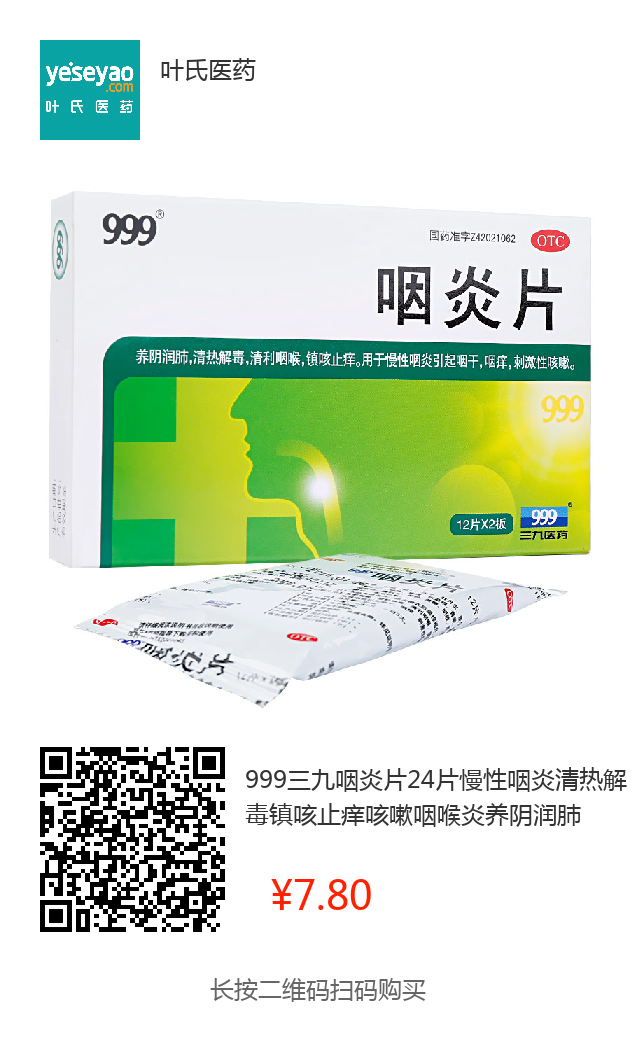 yeseyao
.com
叶氏医药
叶氏医药
999®
999
国药准字Z42021062
OTC
咽炎片
养阴润肺,清热解毒,清利咽喉,镇咳止痒。用于慢性咽炎引起咽干,咽痒,刺激性咳嗽。
999
12片X2板
999
三九医药
OTC
999三九咽炎片24片慢性咽炎清热解
毒镇咳止痒咳嗽咽喉炎养阴润肺
¥7.80
长按二维码扫码购买